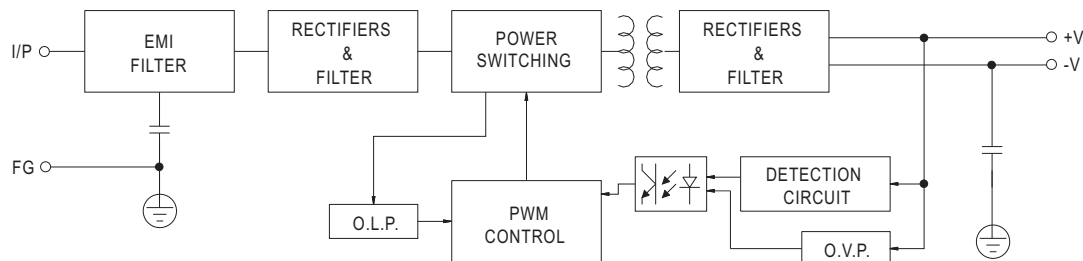 I/P
EMI
FILTER
RECTIFIERS
&
FILTER
POWER
SWITCHING
RECTIFIERS
&
FILTER
+V
-V
FG
O.L.P.
PWM
CONTROL
DETECTION
CIRCUIT
O.V.P.